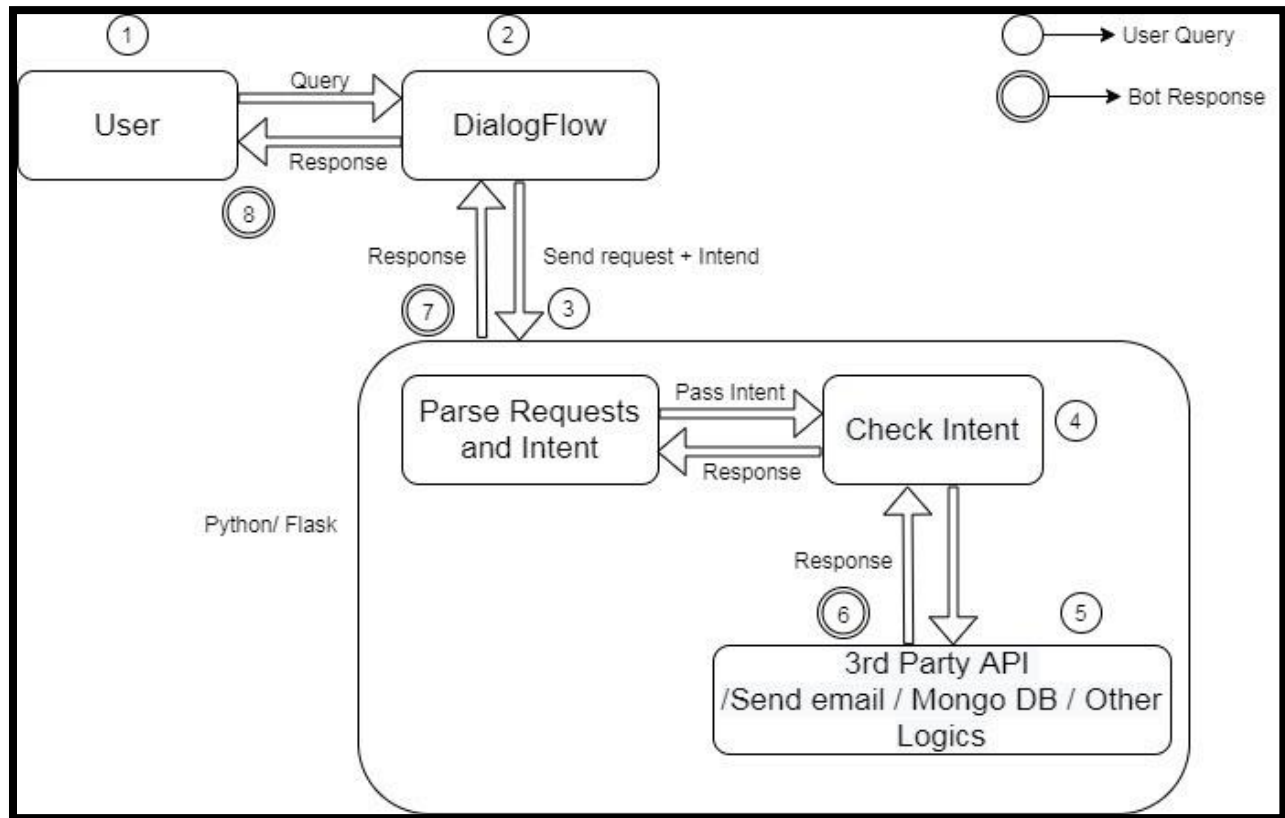 1
2
User Query
Query
User
DialogFlow
Bot Response
Response
8
Response
Send request + Intend
7
3
Parse Requests
and Intent
Pass Intent
Check Intent
4
Response
Python/ Flask
Response
6
5
3rd Party API
/Send email / Mongo DB / Other
Logics